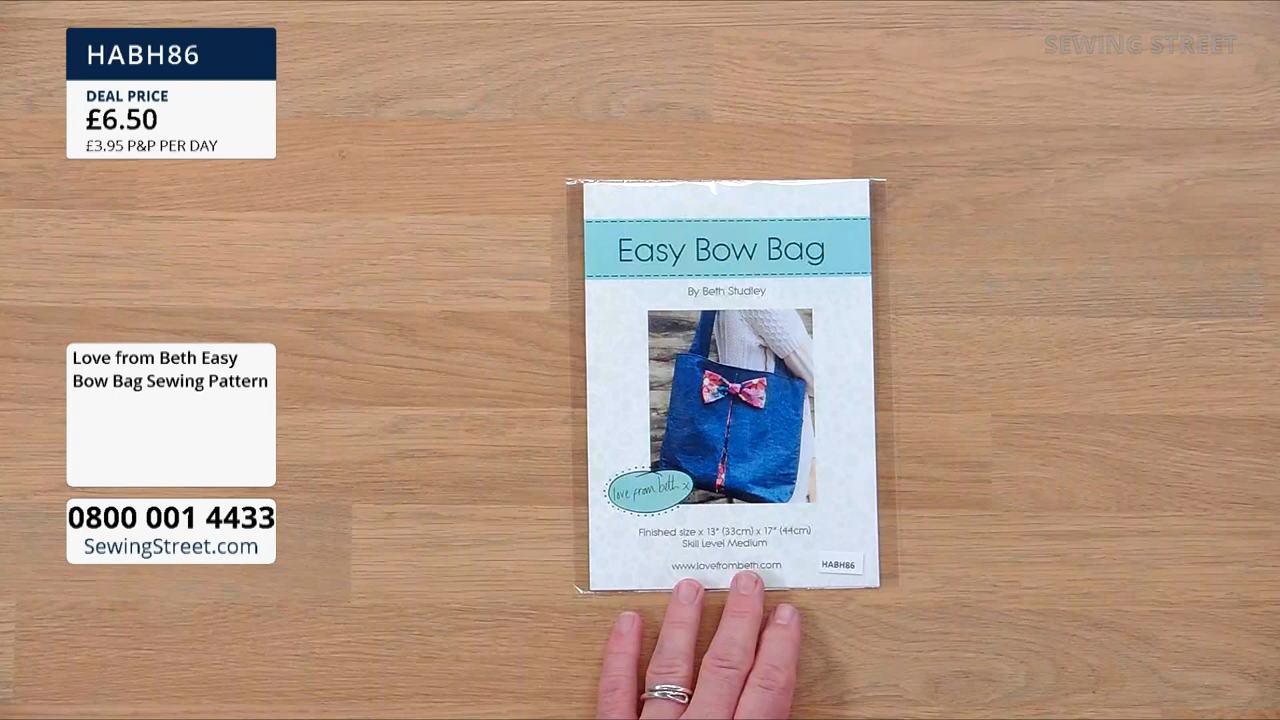 HABH86
DEAL PRICE
£6.50
£3.95 P&P PER DAY
SEWING STREET
Love from Beth Easy
Bow Bag Sewing Pattern
0800 001 4433
SewingStreet.com
Easy Bow Bag
By Beth Studley
love from beth x
Finished size x 13" (33cm) x 17" (44cm)
Skill Level Medium
www.lovefrombeth.com
HABH86